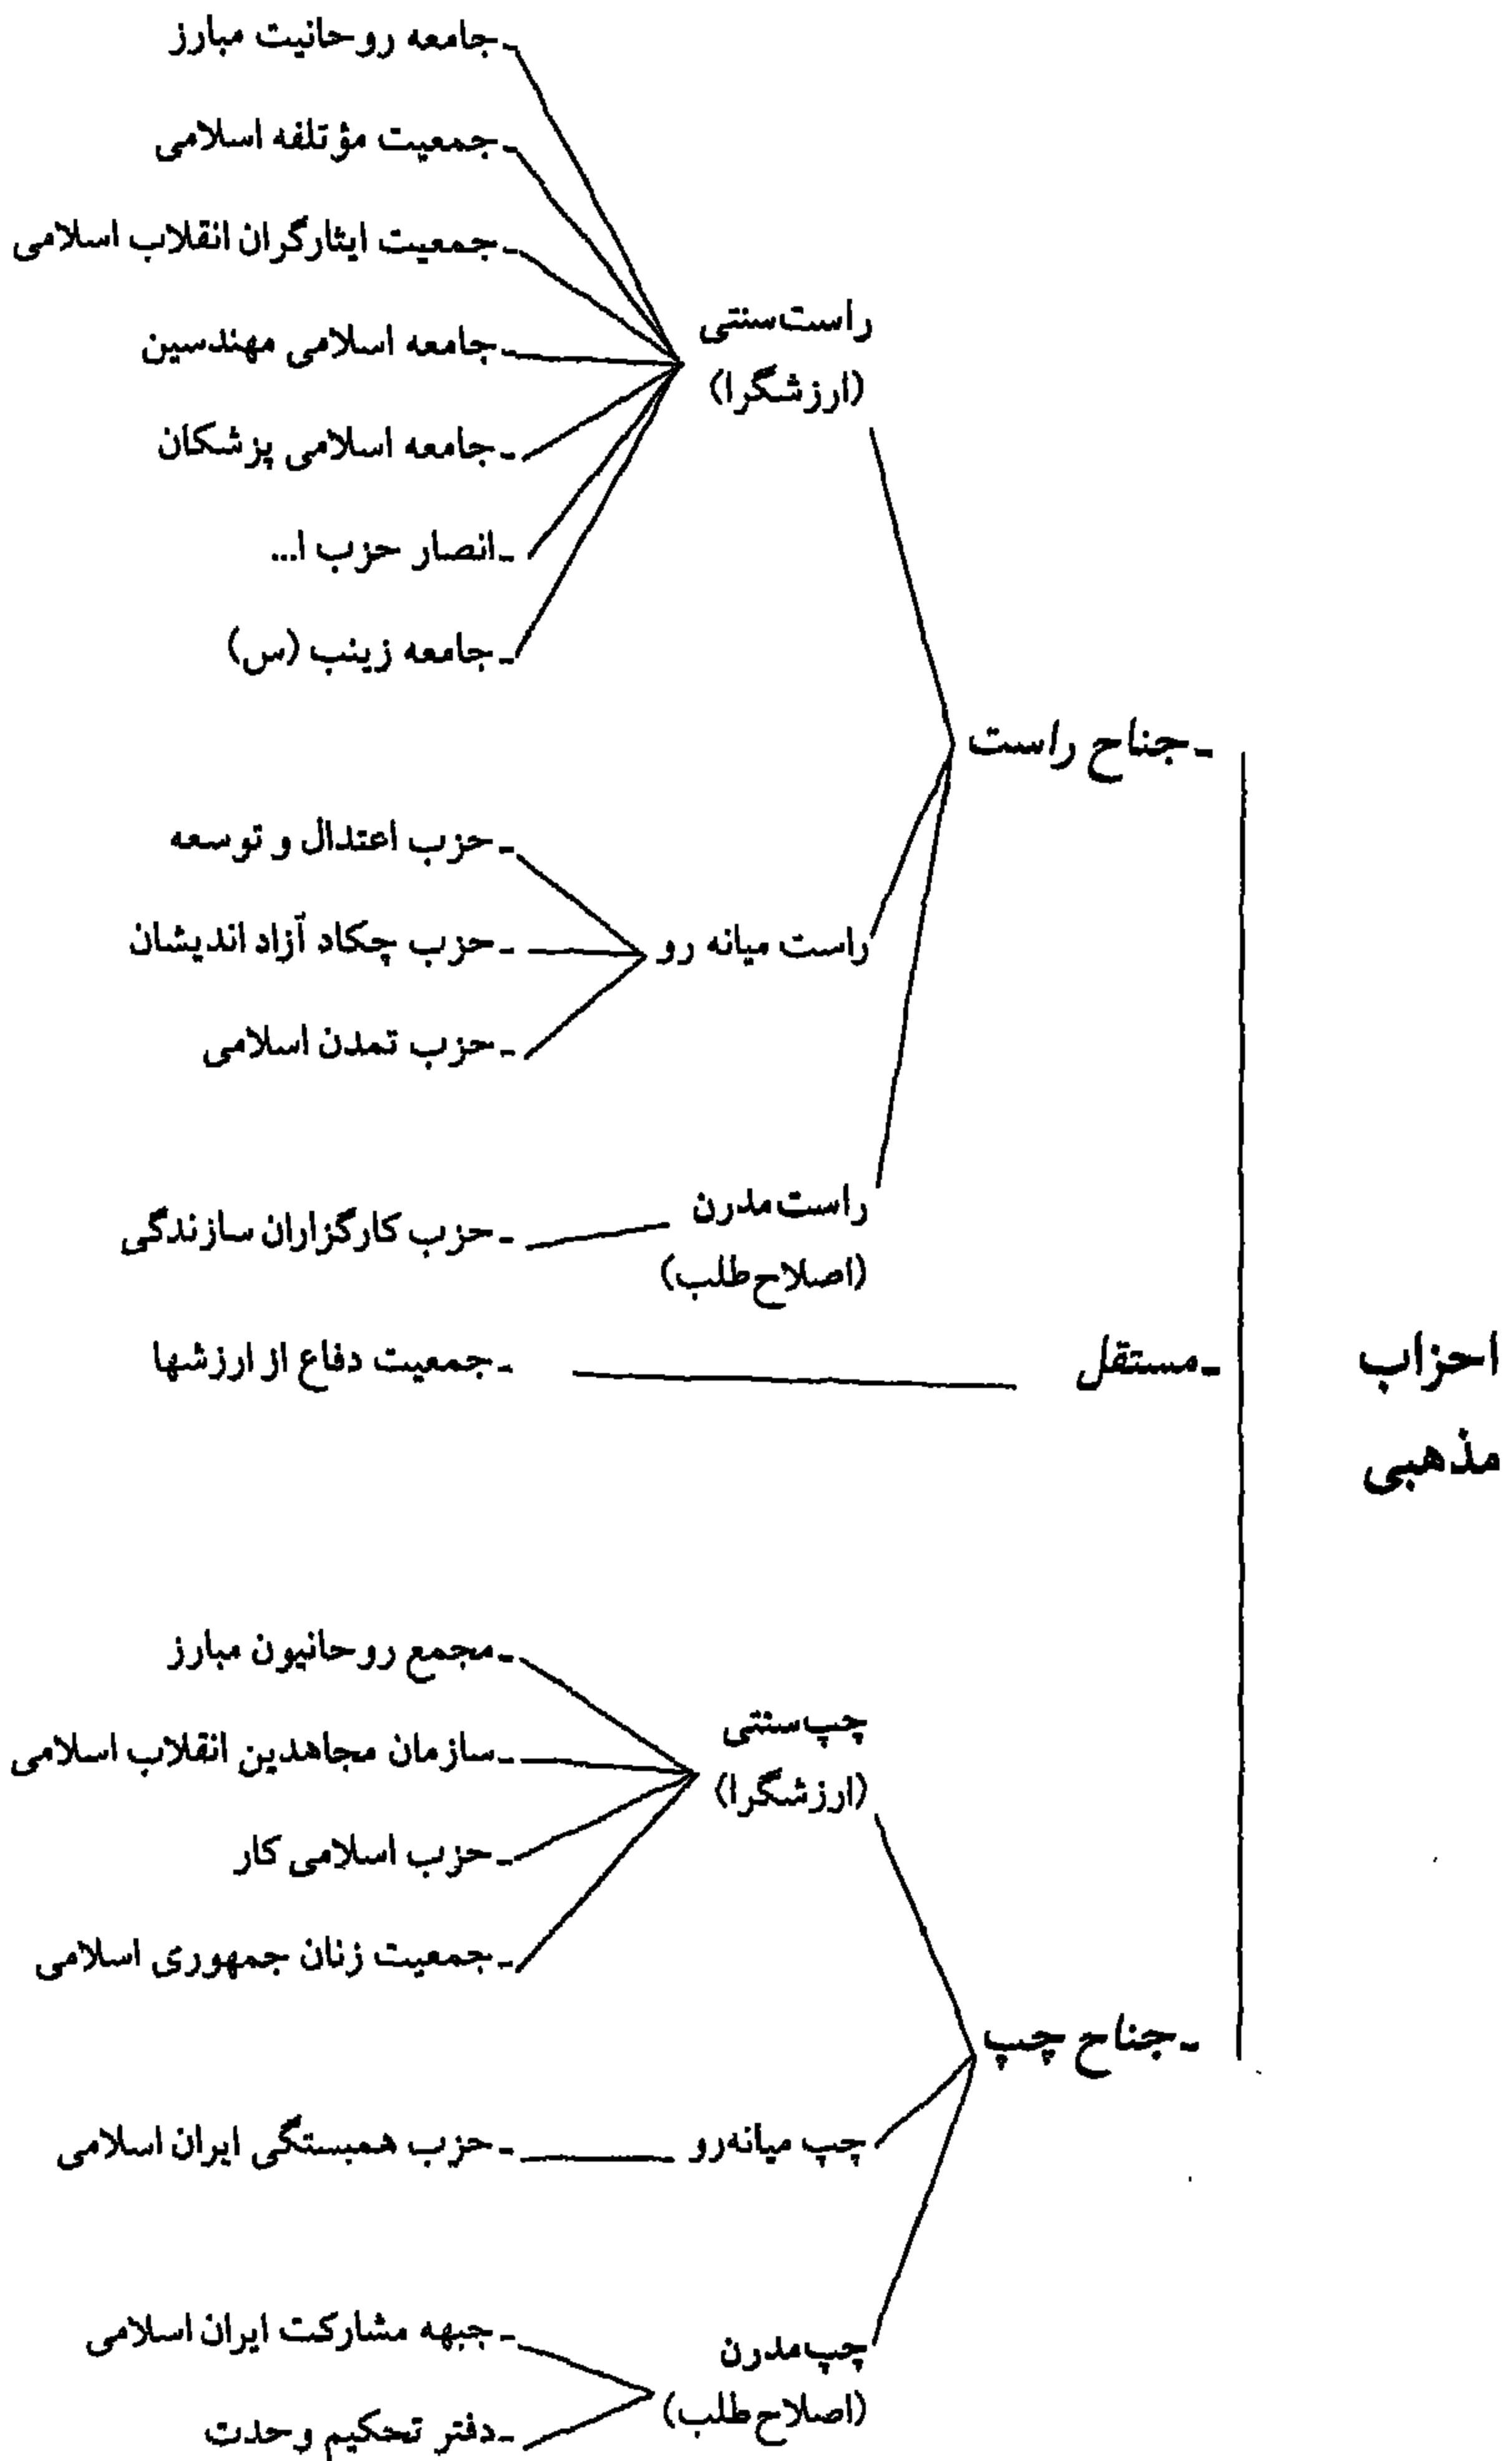 احزاب
مذهبی
ـ جناح راست
راست سنتی
(ارزشگرا)
ـ جامعه روحانیت مبارز
ـ جمعیت مؤتلفه اسلامی
ـ جمعیت ایثارگران انقلاب اسلامی
ـ جامعه اسلامی مهندسین
ـ جامعه اسلامی پزشکان
ـ انصار حزب ا...
ـ جامعه زینب (س)
راست میانه رو
ـ حزب اعتدال و توسعه
ـ حزب چکاد آزاد اندیشان
ـ حزب تمدن اسلامی
راست مدرن
(اصلاح طلب)
ـ حزب کارگزاران سازندگی
ـ مستقل
ـ جمعیت دفاع از ارزشها
ـ جناح چپ
چپ سنتی
(ارزشگرا)
ـ مجمع روحانیون مبارز
ـ سازمان مجاهدین انقلاب اسلامی
ـ حزب اسلامی کار
ـ جمعیت زنان جمهوری اسلامی
چپ میانه‌رو
ـ حزب همبستگی ایران اسلامی
چپ مدرن
(اصلاح طلب)
ـ جبهه مشارکت ایران اسلامی
ـ دفتر تحکیم وحدت